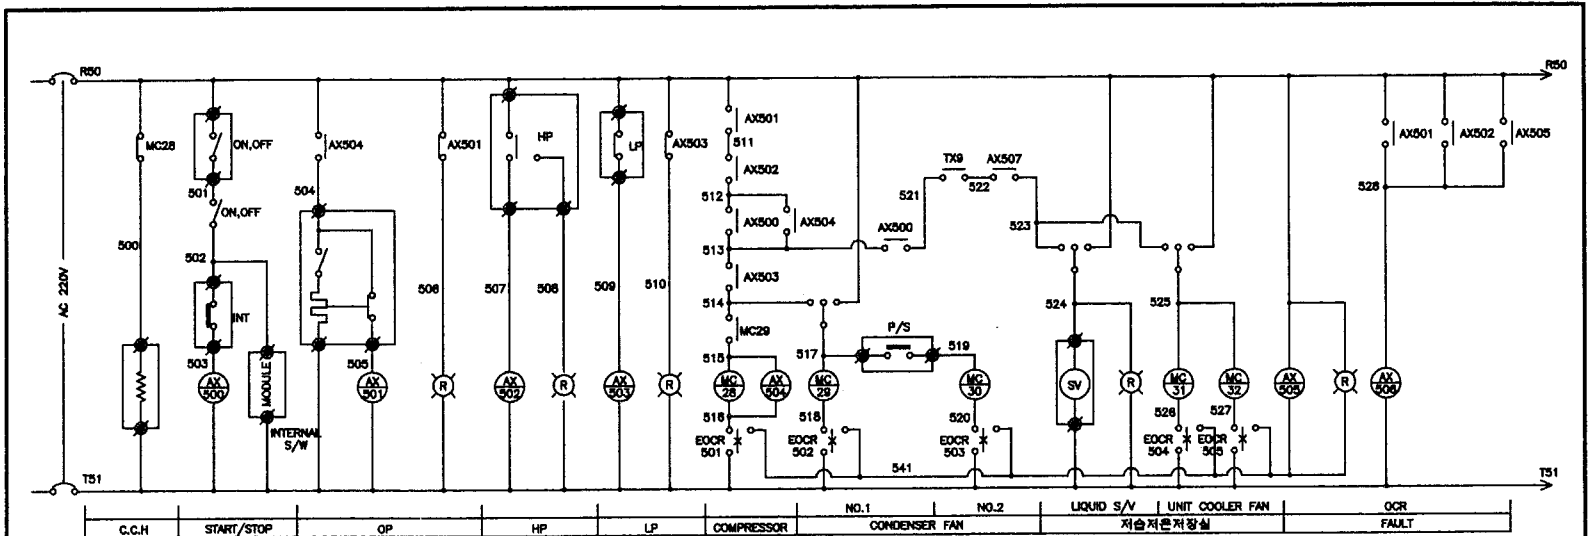 R50
R50
MC28
ON,OFF
AX504
AX501
HP
LP
AX503
AX501
511
AX502
TX9
AX507
AX501
AX502
AX505
501
504
ON,OFF
512
521
522
528
AX500
AX504
523
AX500
500
513
502
506
507
508
509
510
AX503
514
524
525
AC 220V
INT
MC29
P/S
503
505
515
517
519
AX
500
MODULE
AX
501
R
AX
502
R
AX
503
R
MC
28
AX
504
MC
29
MC
30
SV
R
MC
31
MC
32
AX
505
R
AX
506
516
518
520
526
527
INTERNAL
S/W
EOCR
501
EOCR
502
EOCR
503
EOCR
504
EOCR
505
541
T51
T51
NO.1
NO.2
LIQUID S/V
UNIT COOLER FAN
OCR
C.C.H
START/STOP
OP
HP
LP
COMPRESSOR
CONDENSER FAN
저습저온저장실
FAULT